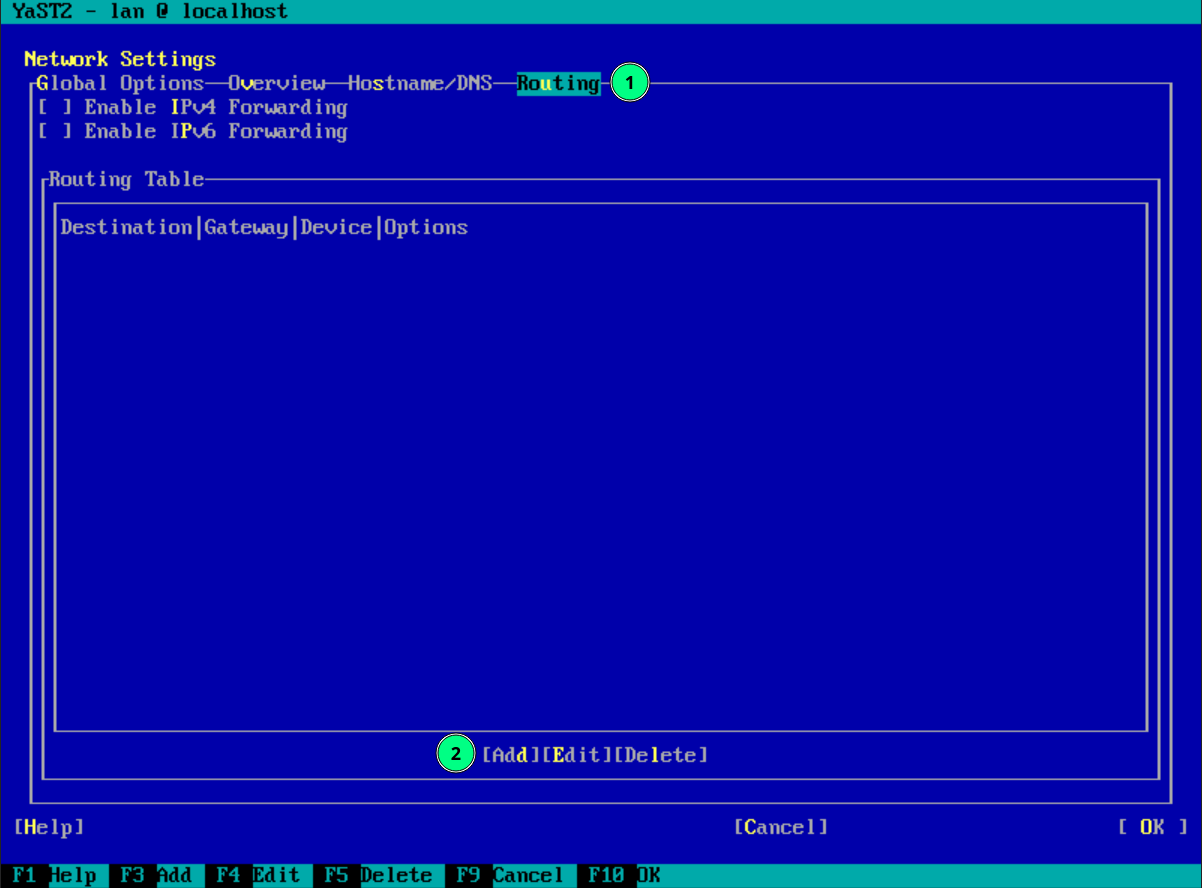 YaST2 - lan @ localhost
Network Settings
Global Options—Overview—Hostname/DNS—Routing 1
[ ] Enable IPv4 Forwarding
[ ] Enable IPv6 Forwarding
Routing Table
Destination|Gateway|Device|Options
2 [Add][Edit][Delete]
[Help] [Cancel] [ OK ]
F1 Help F3 Add F4 Edit F5 Delete F9 Cancel F10 OK